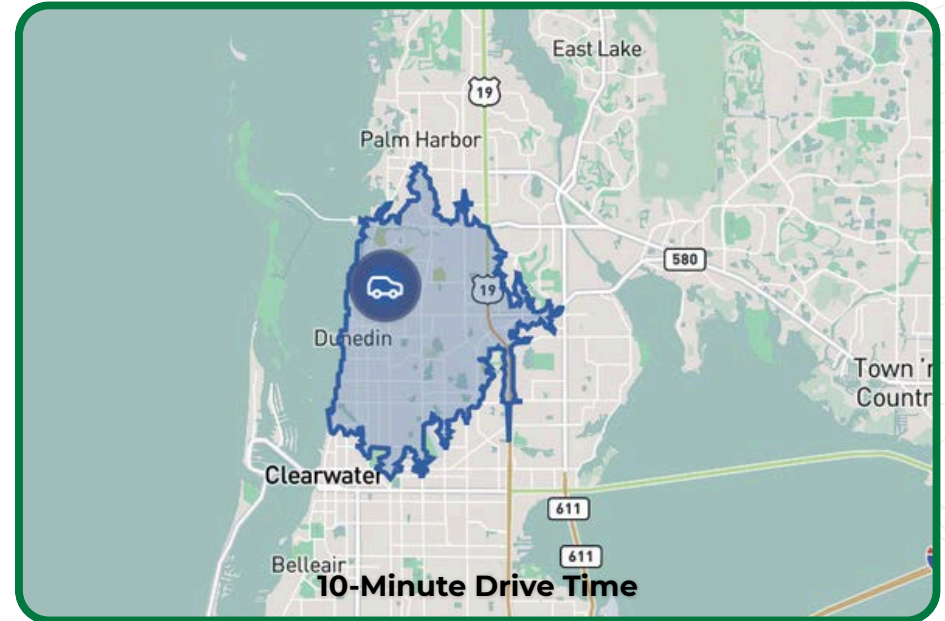 East Lake
19
Palm Harbor
580
19
Dunedin
Town 'n
Countr
Clearwater
611
611
Belleair
10-Minute Drive Time